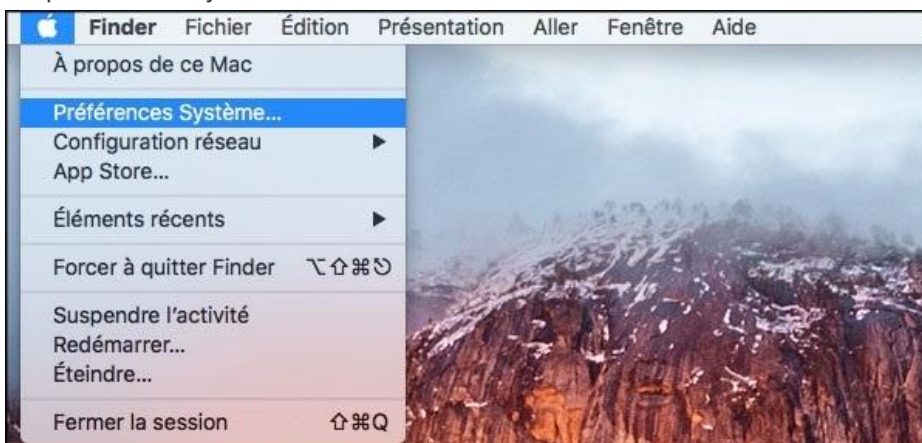 Finder Fichier Édition Présentation Aller Fenêtre Aide
À propos de ce Mac
Préférences Système...
Configuration réseau ▶
App Store...
Éléments récents ▶
Forcer à quitter Finder ⌥⇧⌘⎋
Suspendre l'activité
Redémarrer...
Éteindre...
Fermer la session ⇧⌘Q